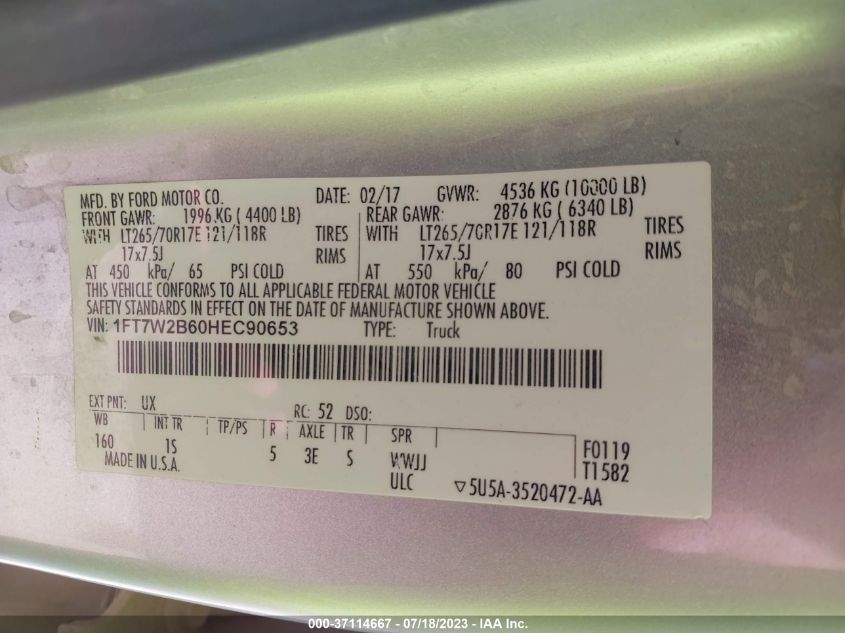 MFD. BY FORD MOTOR CO. DATE: 02/17 GVWR: 4536 KG (10000 LB)
FRONT GAWR: 1996 KG ( 4400 LB) REAR GAWR: 2876 KG ( 6340 LB)
WITH LT265/70R17E 121/118R TIRES WITH LT265/70R17E 121/118R TIRES
17x7.5J RIMS 17x7.5J RIMS
AT 450 kPa/ 65 PSI COLD AT 550 kPa/ 80 PSI COLD
THIS VEHICLE CONFORMS TO ALL APPLICABLE FEDERAL MOTOR VEHICLE
SAFETY STANDARDS IN EFFECT ON THE DATE OF MANUFACTURE SHOWN ABOVE.
VIN: 1FT7W2B60HEC90653 TYPE: Truck
EXT PNT: UX RC: 52 DSO:
WB INT TR TP/PS R AXLE TR SPR
160 1S 5 3E S WWJJ F0119
MADE IN U.S.A. ULC T1582
▽5U5A-3520472-AA
000-37114667 - 07/18/2023 - IAA Inc.